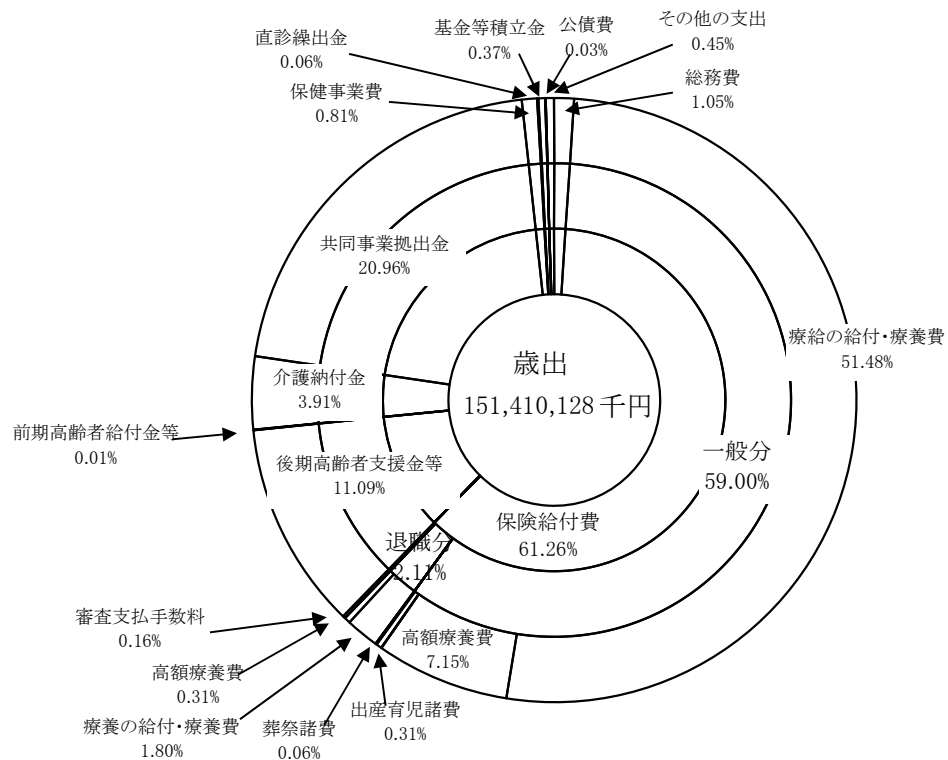 直診繰出金
0.06%
基金等積立金
0.37%
公債費
0.03%
その他の支出
0.45%
保健事業費
0.81%
総務費
1.05%
共同事業拠出金
20.96%
療給の給付・療養費
51.48%
歳出
151,410,128 千円
介護納付金
3.91%
前期高齢者給付金等
0.01%
後期高齢者支援金等
11.09%
一般分
59.00%
保険給付費
61.26%
退職分
2.11%
審査支払手数料
0.16%
高額療養費
0.31%
療養の給付・療養費
1.80%
葬祭諸費
0.06%
出産育児諸費
0.31%
高額療養費
7.15%